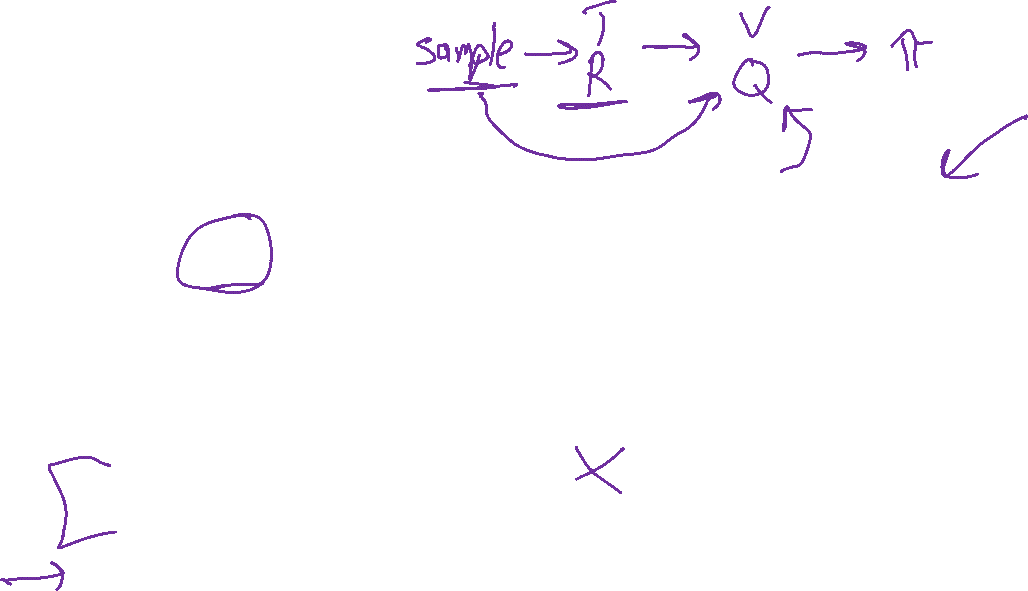 sample → T → V → π
R Q
Σ
X